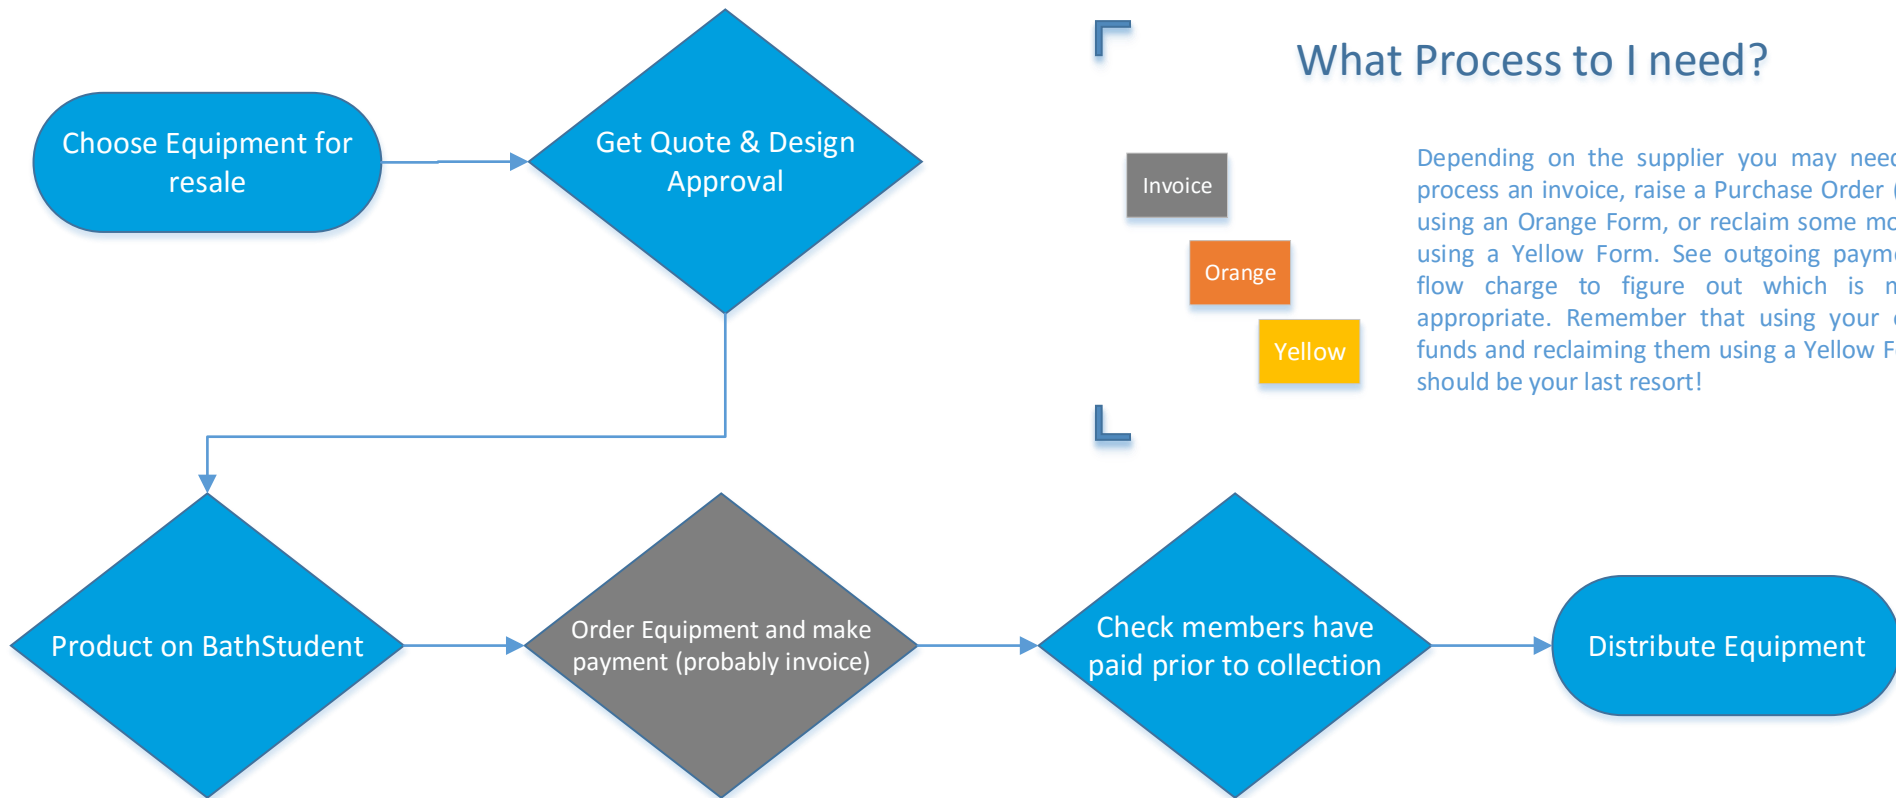 Choose Equipment for
resale
Get Quote & Design
Approval
What Process to I need?
Invoice
Orange
Yellow
Depending on the supplier you may
process an invoice, raise a Purchase Order
using an Orange Form, or reclaim some
using a Yellow Form. See outgoing
flow charge to figure out which is
appropriate. Remember that using your
funds and reclaiming them using a Yellow
should be your last resort!
Product on BathStudent
Order Equipment and make
payment (probably invoice)
Check members have
paid prior to collection
Distribute Equipment